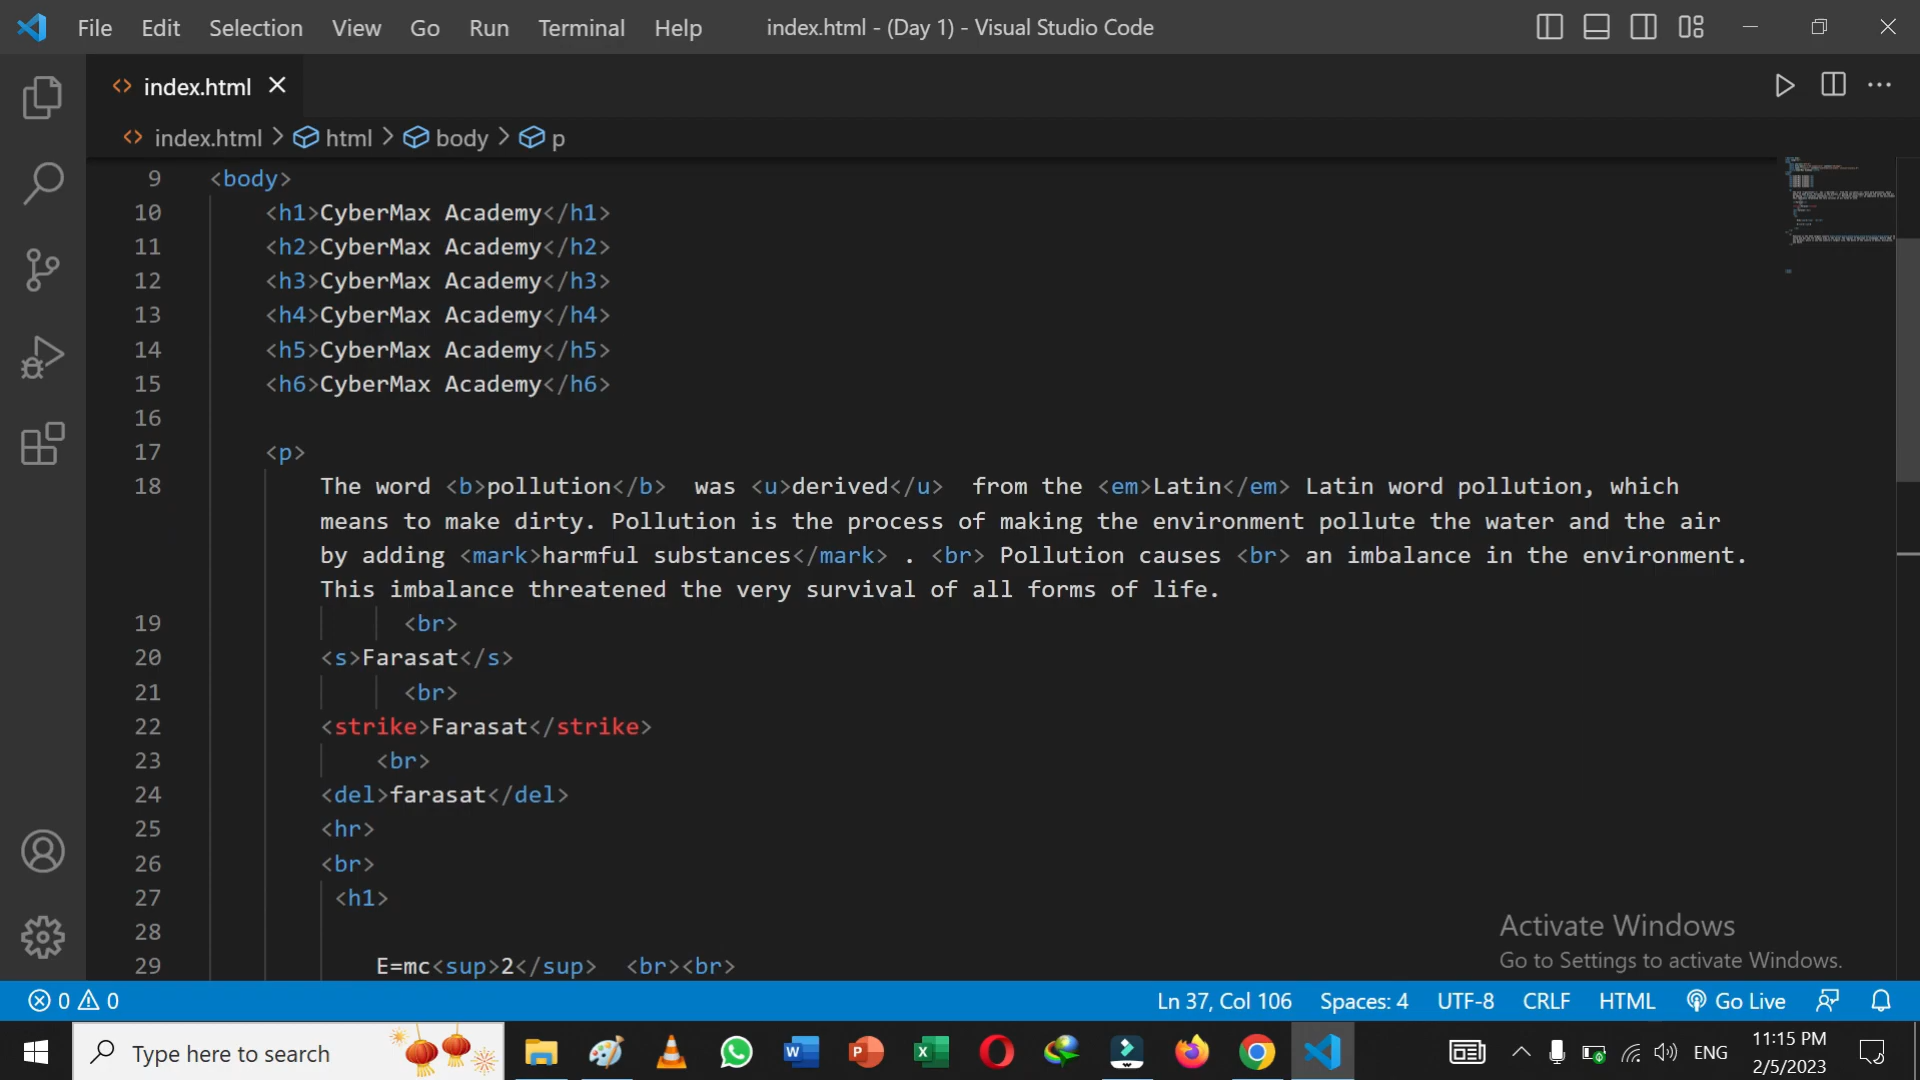 File Edit Selection View Go Run Terminal Help index.html - (Day 1) - Visual Studio Code
<> index.html
<> index.html > html > body > p
9 <body>
10 <h1>CyberMax Academy</h1>
11 <h2>CyberMax Academy</h2>
12 <h3>CyberMax Academy</h3>
13 <h4>CyberMax Academy</h4>
14 <h5>CyberMax Academy</h5>
15 <h6>CyberMax Academy</h6>
16
17 <p>
18 The word <b>pollution</b>  was <u>derived</u>  from the <em>Latin</em> Latin word pollution, which
means to make dirty. Pollution is the process of making the environment pollute the water and the air
by adding <mark>harmful substances</mark> . <br> Pollution causes <br> an imbalance in the environment.
This imbalance threatened the very survival of all forms of life.
19 <br>
20 <s>Farasat</s>
21 <br>
22 <strike>Farasat</strike>
23 <br>
24 <del>farasat</del>
25 <hr>
26 <br>
27 <h1>
28
29 E=mc<sup>2</sup>  <br><br>
Activate Windows
Go to Settings to activate Windows.
0 0 Ln 37, Col 106 Spaces: 4 UTF-8 CRLF HTML Go Live
Type here to search ENG 11:15 PM
2/5/2023